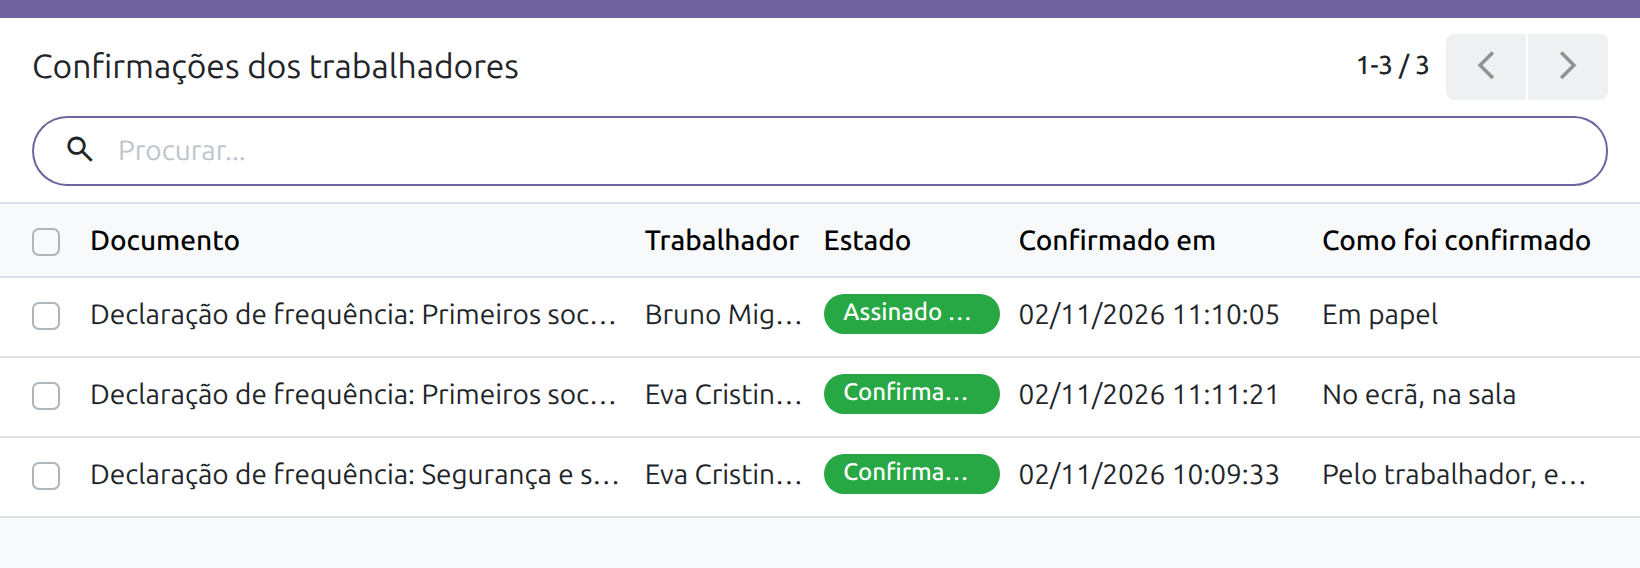 Confirmações dos trabalhadores
1-3 / 3
Procurar...
Documento Trabalhador Estado Confirmado em Como foi confirmado
Declaração de frequência: Primeiros soc... Bruno Mig... Assinado ... 02/11/2026 11:10:05 Em papel
Declaração de frequência: Primeiros soc... Eva Cristin... Confirma... 02/11/2026 11:11:21 No ecrã, na sala
Declaração de frequência: Segurança e s... Eva Cristin... Confirma... 02/11/2026 10:09:33 Pelo trabalhador, e...